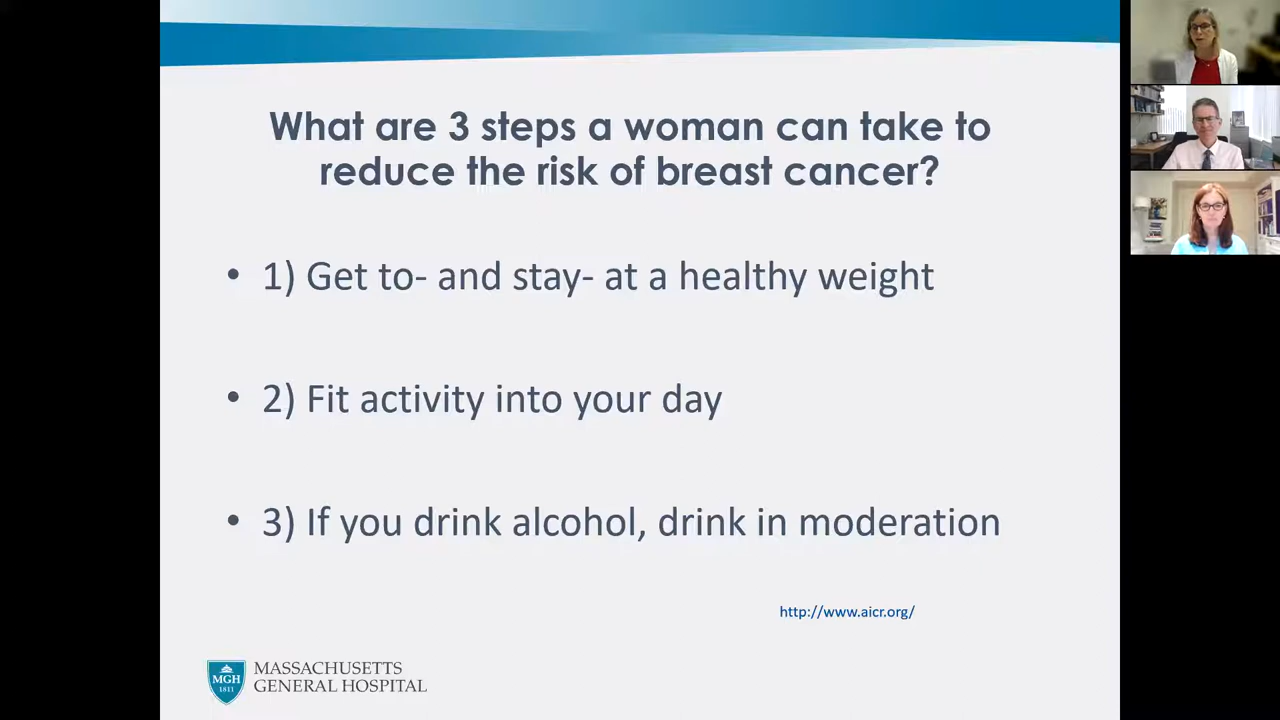 What are 3 steps a woman can take to
reduce the risk of breast cancer?
• 1) Get to- and stay- at a healthy weight
• 2) Fit activity into your day
• 3) If you drink alcohol, drink in moderation
http://www.aicr.org/
MGH
1811
MASSACHUSETTS
GENERAL HOSPITAL